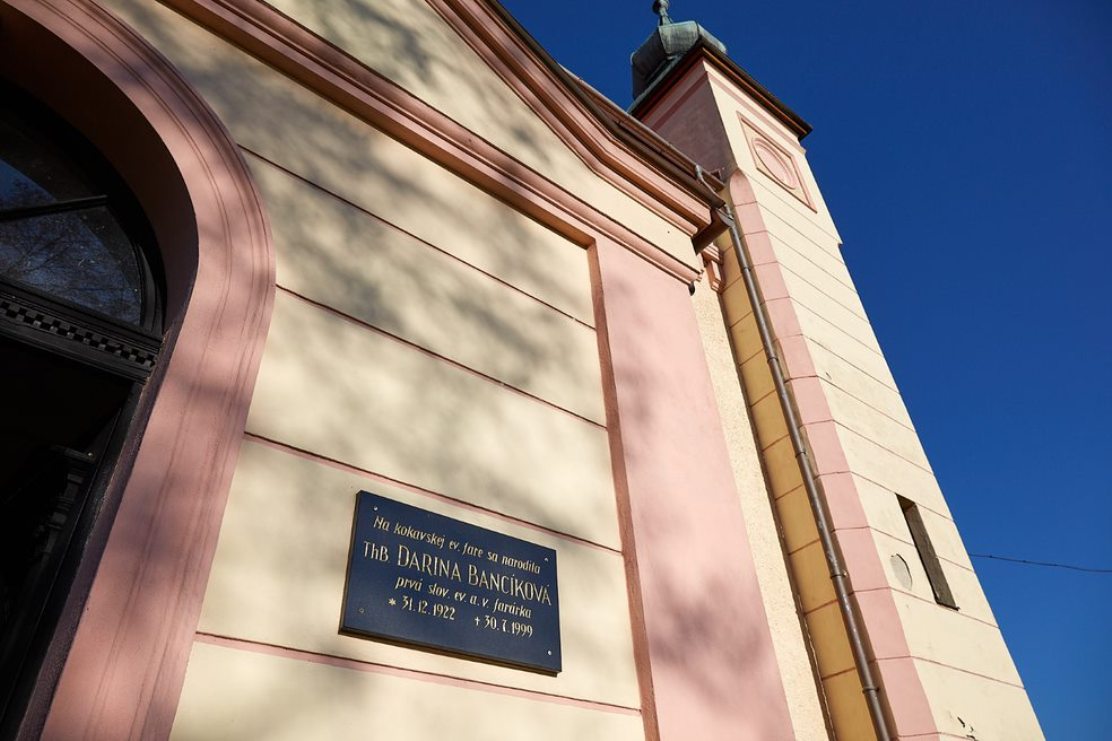 Na kokavskej ev. fare sa narodila
ThB. DARINA BANCÍKOVÁ
prvá slov. ev. a. v. farárka
* 31.12.1922 + 30.7.1999